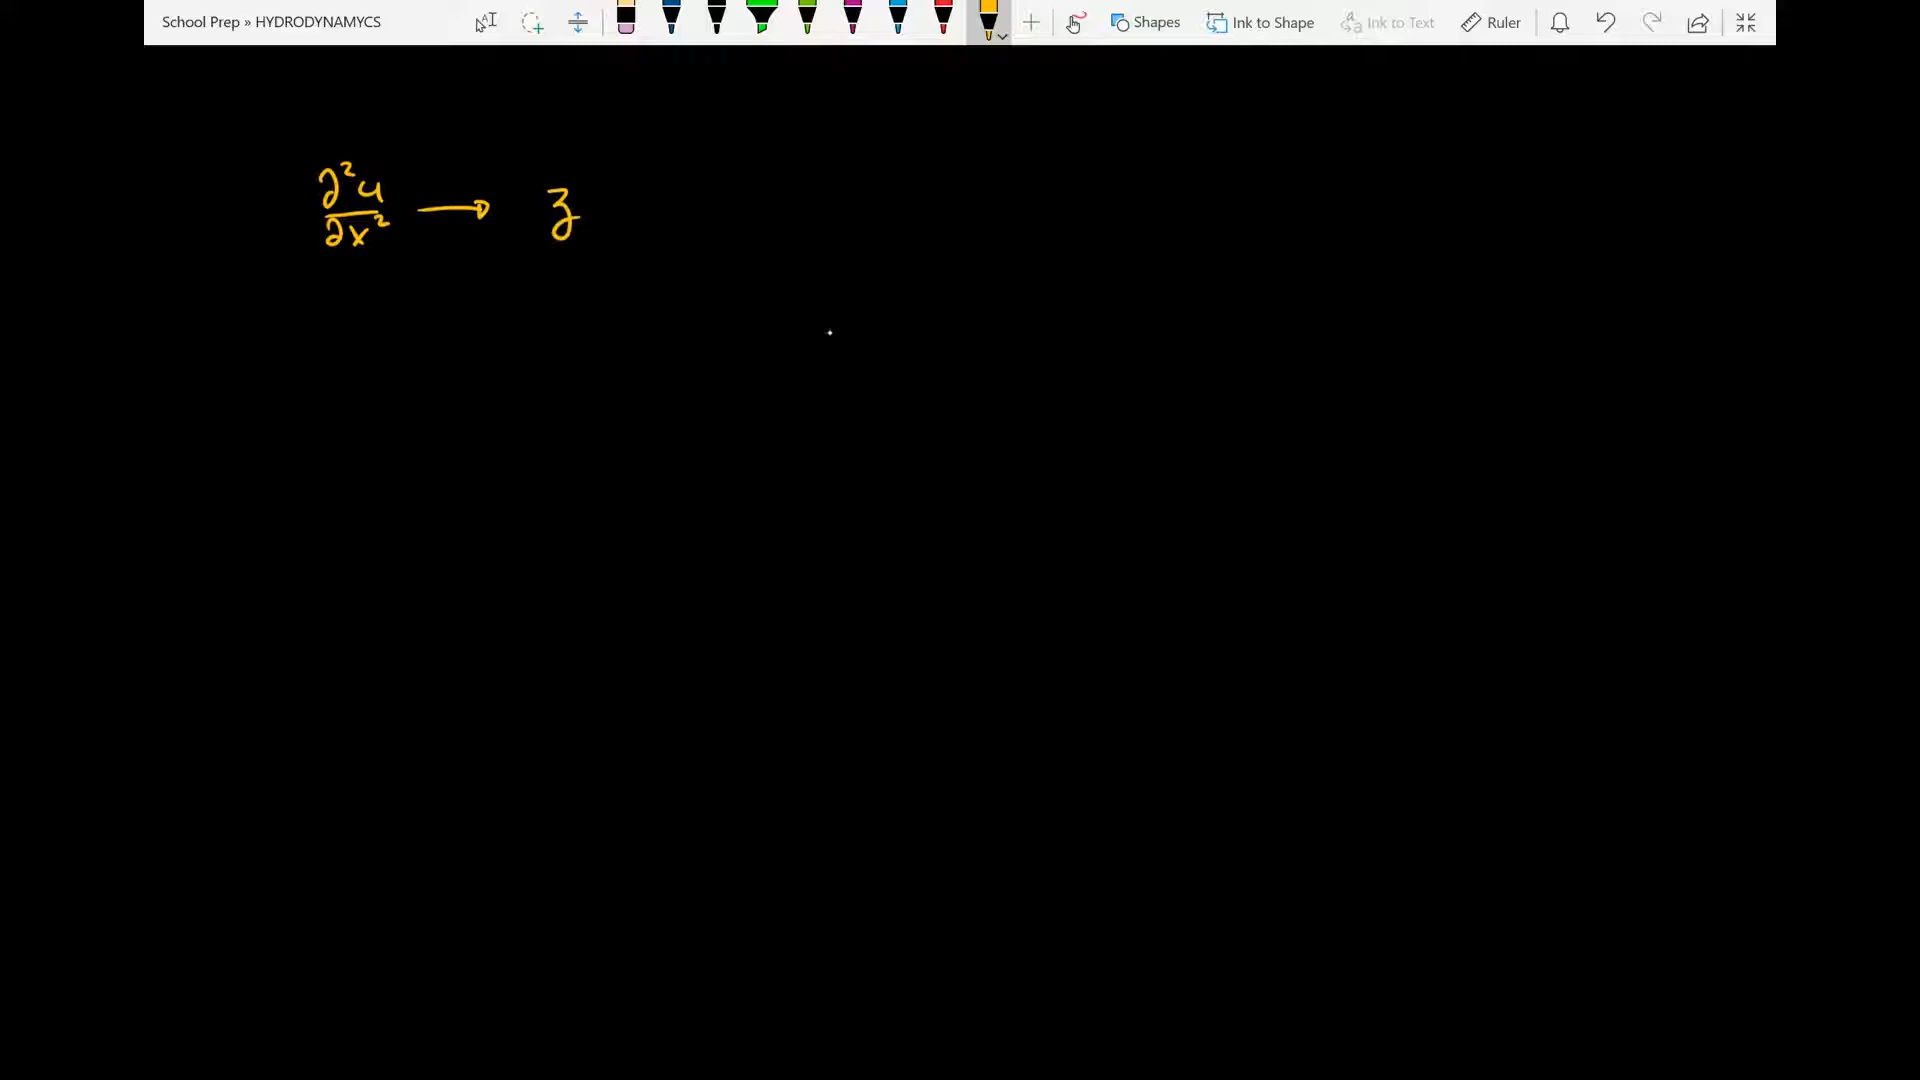 School Prep » HYDRODYNAMYCS Shapes Ink to Shape Ink to Text Ruler
∂²u/∂x² → z